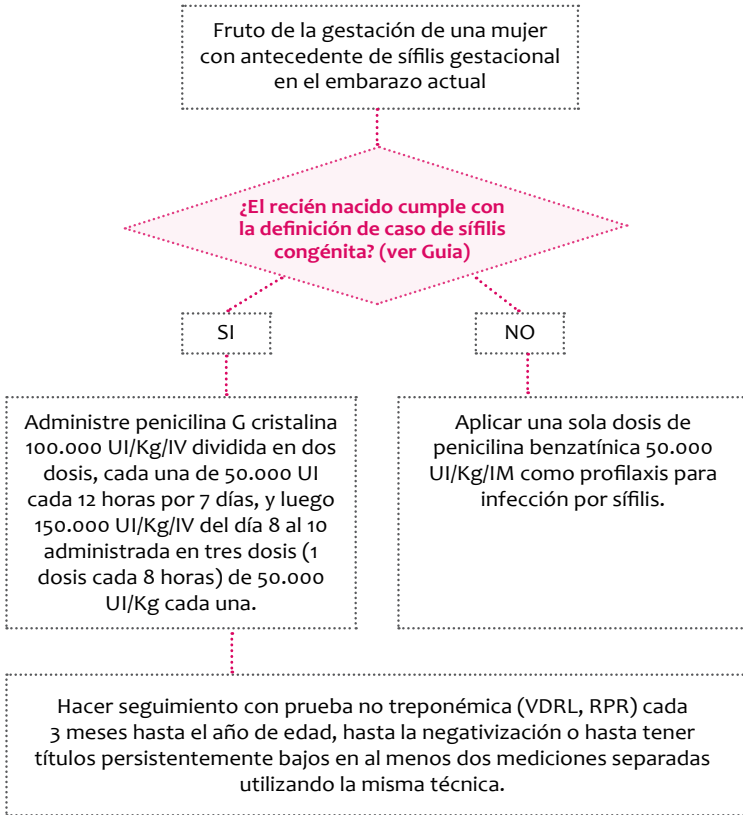 Fruto de la gestación de una mujer
con antecedente de sífilis gestacional
en el embarazo actual
¿El recién nacido cumple con
la definición de caso de sífilis
congénita? (ver Guia)
SI
NO
Administre penicilina G cristalina
100.000 UI/Kg/IV dividida en dos
dosis, cada una de 50.000 UI
cada 12 horas por 7 días, y luego
150.000 UI/Kg/IV del día 8 al 10
administrada en tres dosis (1
dosis cada 8 horas) de 50.000
UI/Kg cada una.
Aplicar una sola dosis de
penicilina benzatínica 50.000
UI/Kg/IM como profilaxis para
infección por sífilis.
Hacer seguimiento con prueba no treponémica (VDRL, RPR) cada
3 meses hasta el año de edad, hasta la negativización o hasta tener
títulos persistentemente bajos en al menos dos mediciones separadas
utilizando la misma técnica.